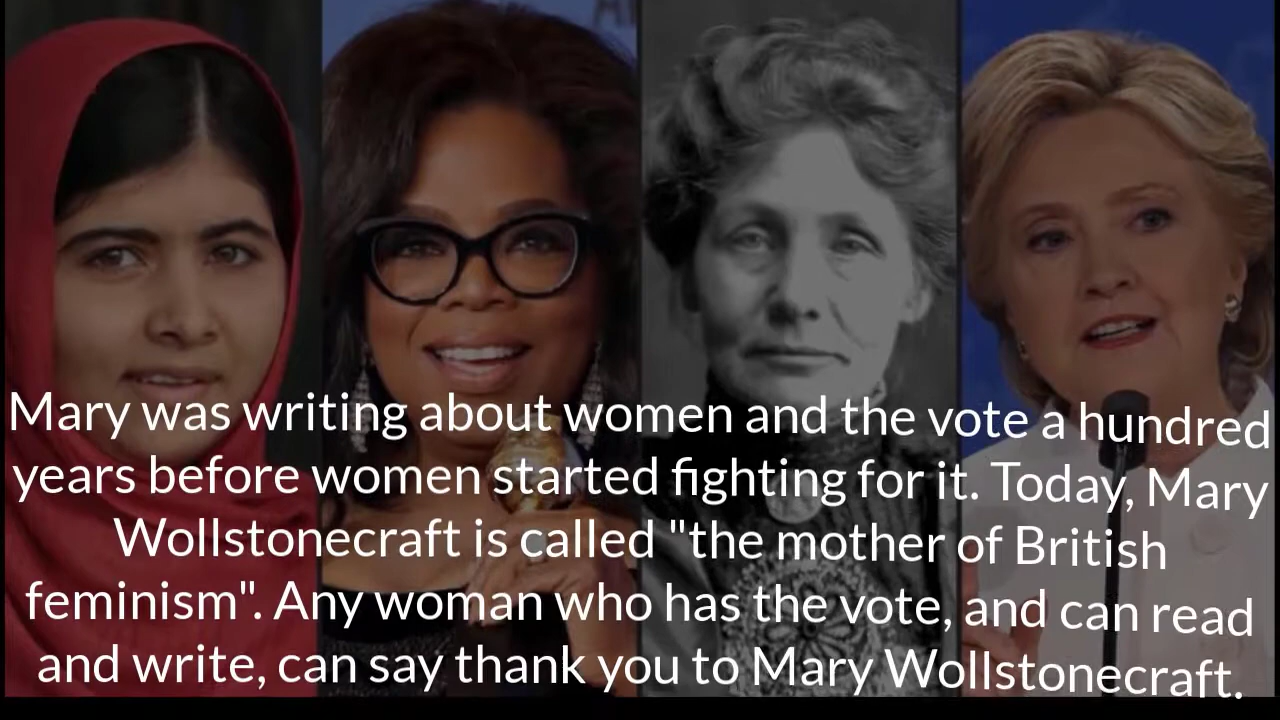 Mary was writing about women and the vote a hundred
years before women started fighting for it. Today, Mary
Wollstonecraft is called "the mother of British
feminism". Any woman who has the vote, and can read
and write, can say thank you to Mary Wollstonecraft.